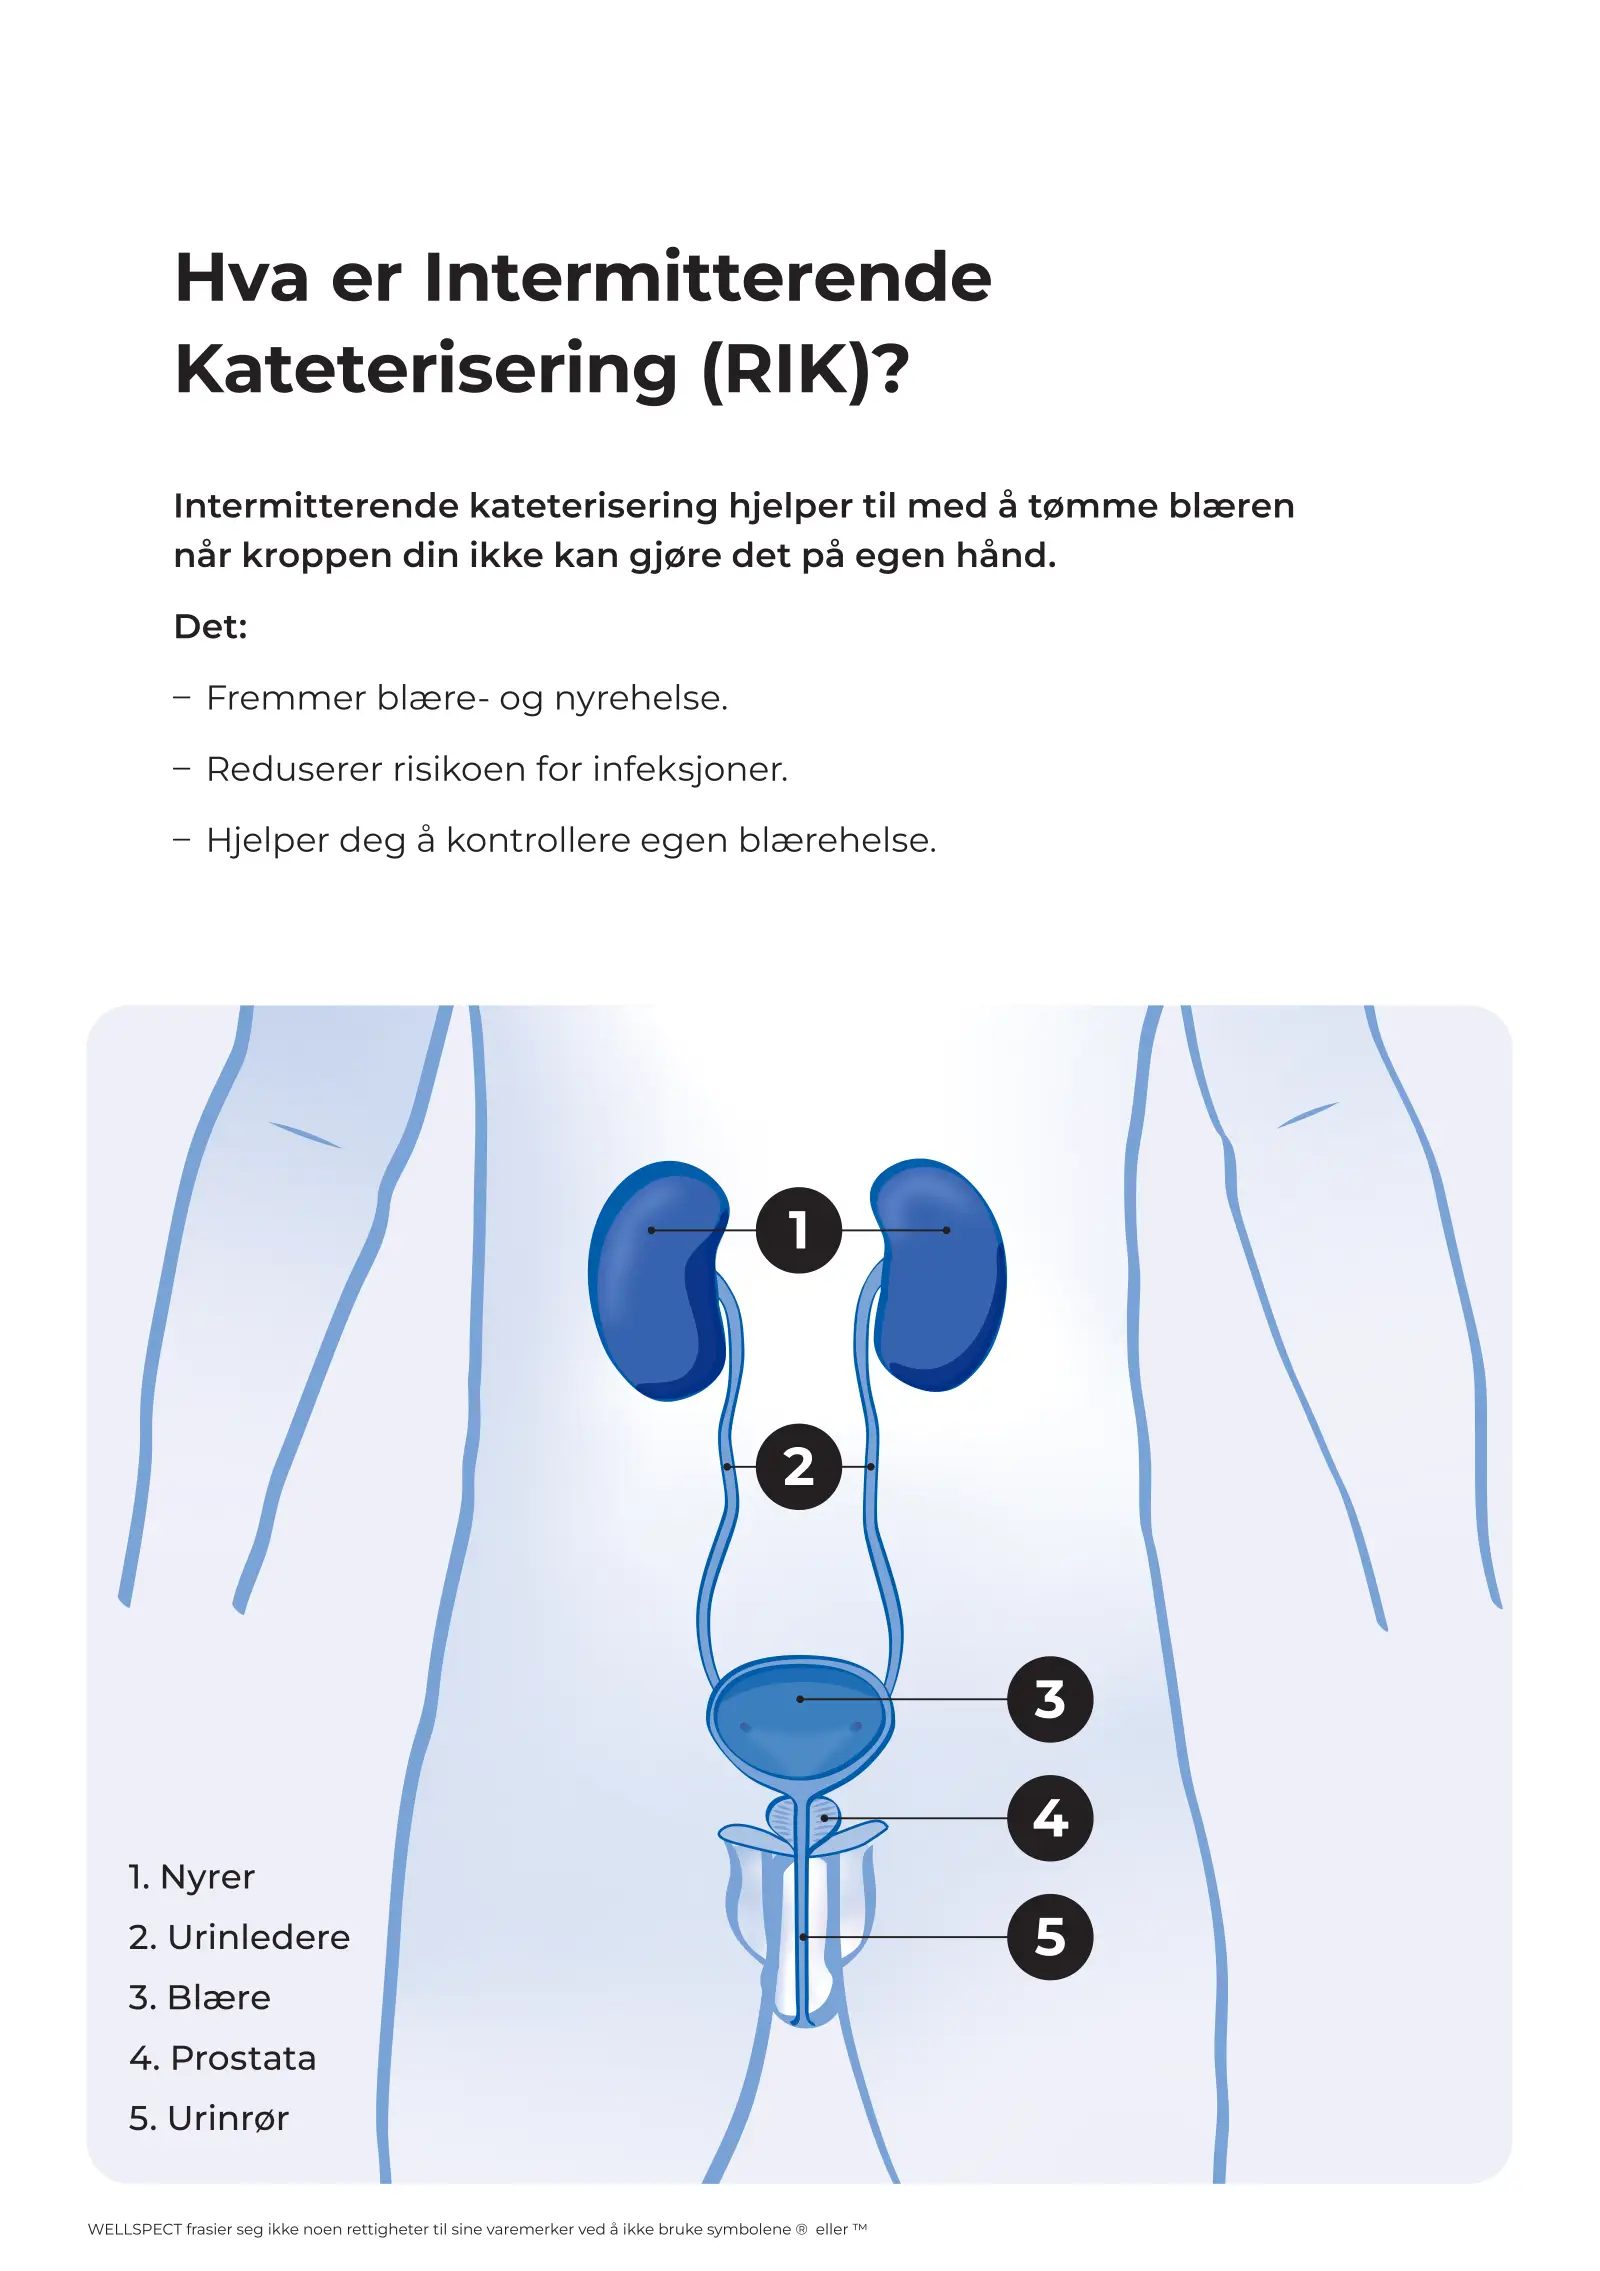 Hva er Intermitterende
Kateterisering (RIK)?
Intermitterende kateterisering hjelper til med å tømme blæren
når kroppen din ikke kan gjøre det på egen hånd.
Det:
– Fremmer blære- og nyrehelse.
– Reduserer risikoen for infeksjoner.
– Hjelper deg å kontrollere egen blærehelse.
1
2
3
4
5
1. Nyrer
2. Urinledere
3. Blære
4. Prostata
5. Urinrør
WELLSPECT frasier seg ikke noen rettigheter til sine varemerker ved å ikke bruke symbolene ® eller ™